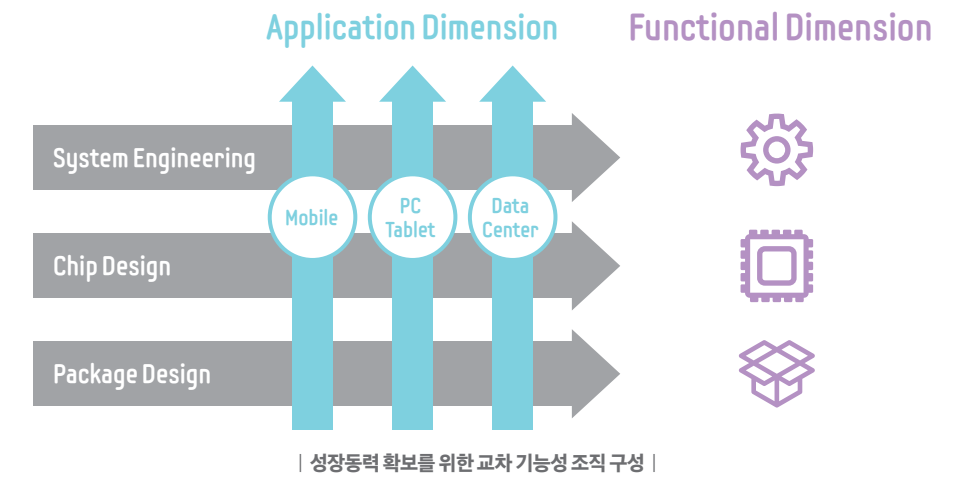 Application Dimension
Functional Dimension
System Engineering
Mobile
PC
Tablet
Data
Center
Chip Design
Package Design
| 성장동력 확보를 위한 교차 기능성 조직 구성 |